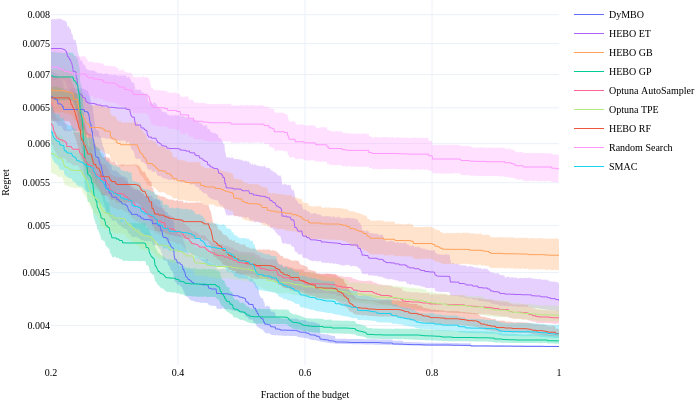 0.008
0.0075
0.007
0.0065
0.006
0.0055
0.005
0.0045
0.004
Regret
0.2
0.4
0.6
0.8
1
Fraction of the budget
DyMBO
HEBO ET
HEBO GB
HEBO GP
Optuna AutoSampler
Optuna TPE
HEBO RF
Random Search
SMAC